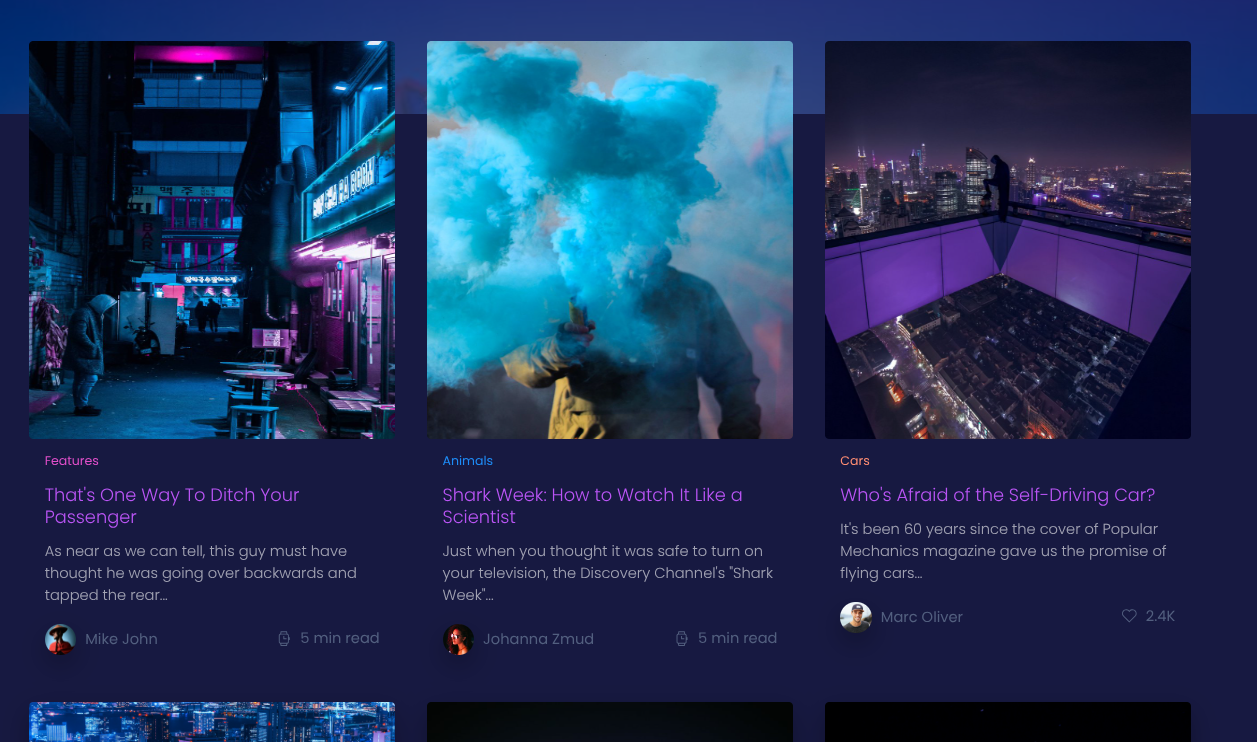 Features
That's One Way To Ditch Your
Passenger
As near as we can tell, this guy must have
thought he was going over backwards and
tapped the rear...
Mike John
5 min read
Animals
Shark Week: How to Watch It Like a
Scientist
Just when you thought it was safe to turn on
your television, the Discovery Channel's "Shark
Week"...
Johanna Zmud
5 min read
Cars
Who's Afraid of the Self-Driving Car?
It's been 60 years since the cover of Popular
Mechanics magazine gave us the promise of
flying cars...
Marc Oliver
2.4K
BAR